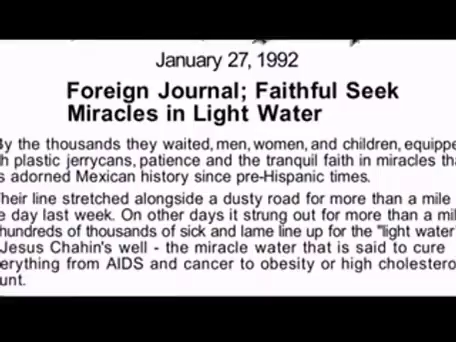 January 27, 1992
Foreign Journal; Faithful Seek
Miracles in Light Water
By the thousands they waited, men, women, and children, equippe
h plastic jerrycans, patience and the tranquil faith in miracles tha
s adorned Mexican history since pre-Hispanic times.
heir line stretched alongside a dusty road for more than a mile
e day last week. On other days it strung out for more than a mil
hundreds of thousands of sick and lame line up for the "light water"
Jesus Chahin's well - the miracle water that is said to cure
erything from AIDS and cancer to obesity or high cholestero
unt.